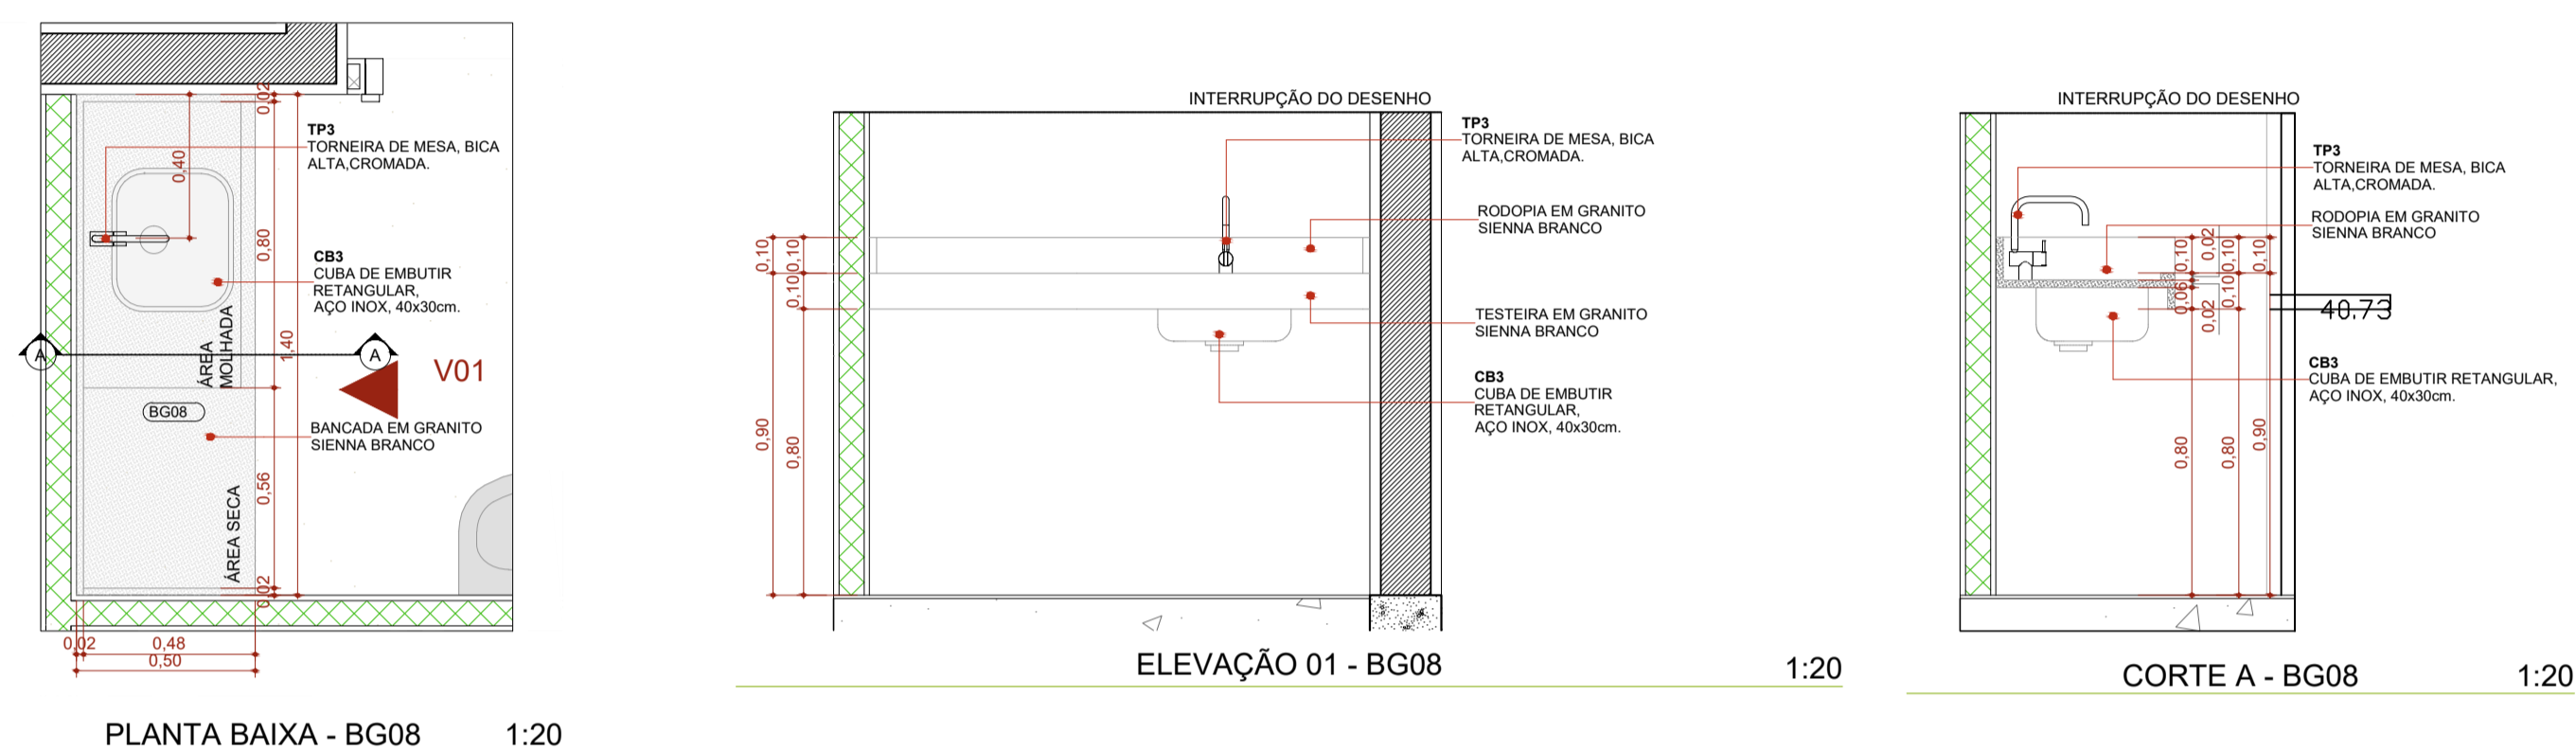 0,02
TP3
TORNEIRA DE MESA, BICA
ALTA,CROMADA.
0,40
0,80
CB3
CUBA DE EMBUTIR
RETANGULAR,
AÇO INOX, 40x30cm.
ÁREA
MOLHADA
1,40
A
A
V01
BG08
BANCADA EM GRANITO
SIENNA BRANCO
0,56
ÁREA SECA
0,02
0,02
0,48
0,50
PLANTA BAIXA - BG08
1:20
INTERRUPÇÃO DO DESENHO
TP3
TORNEIRA DE MESA, BICA
ALTA,CROMADA.
RODOPIA EM GRANITO
SIENNA BRANCO
0,10
0,10
0,10
TESTEIRA EM GRANITO
SIENNA BRANCO
CB3
CUBA DE EMBUTIR
RETANGULAR,
AÇO INOX, 40x30cm.
0,90
0,80
ELEVAÇÃO 01 - BG08
1:20
INTERRUPÇÃO DO DESENHO
TP3
TORNEIRA DE MESA, BICA
ALTA,CROMADA.
RODOPIA EM GRANITO
SIENNA BRANCO
0,10
0,02
0,10
0,10
0,06
0,02
0,10
40.73
CB3
CUBA DE EMBUTIR RETANGULAR,
AÇO INOX, 40x30cm.
0,80
0,80
0,90
CORTE A - BG08
1:20